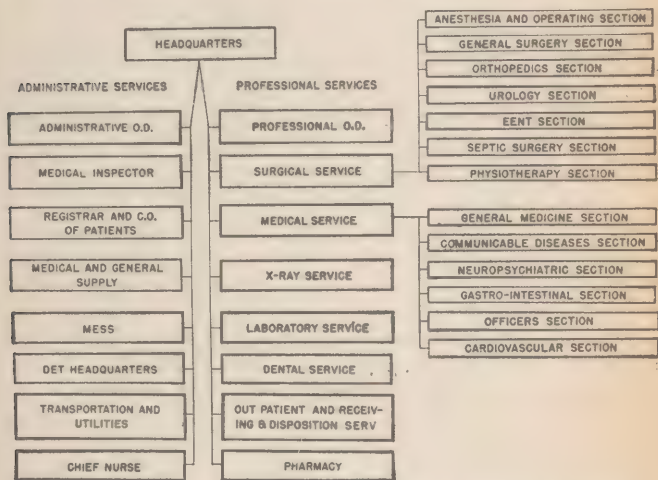 HEADQUARTERS
ADMINISTRATIVE SERVICES
ADMINISTRATIVE O.D.
MEDICAL INSPECTOR
REGISTRAR AND C.O.
OF PATIENTS
MEDICAL AND GENERAL
SUPPLY
MESS
DET HEADQUARTERS
TRANSPORTATION AND
UTILITIES
CHIEF NURSE
PROFESSIONAL SERVICES
PROFESSIONAL O.D.
SURGICAL SERVICE
MEDICAL SERVICE
X-RAY SERVICE
LABORATORY SERVICE
DENTAL SERVICE
OUT PATIENT AND RECEIV-
ING & DISPOSITION SERV
PHARMACY
ANESTHESIA AND OPERATING SECTION
GENERAL SURGERY SECTION
ORTHOPEDICS SECTION
UROLOGY SECTION
EENT SECTION
SEPTIC SURGERY SECTION
PHYSIOTHERAPY SECTION
GENERAL MEDICINE SECTION
COMMUNICABLE DISEASES SECTION
NEUROPSYCHIATRIC SECTION
GASTRO-INTESTINAL SECTION
OFFICERS SECTION
CARDIOVASCULAR SECTION